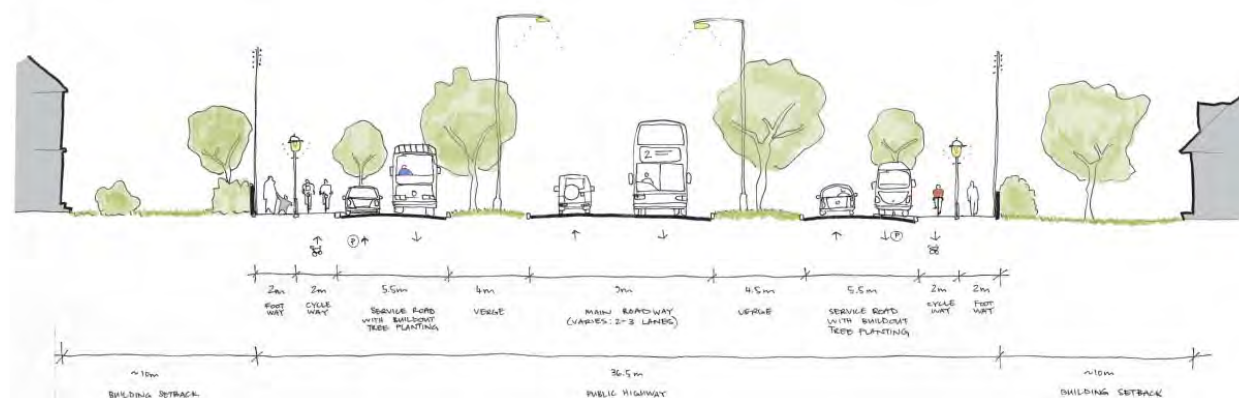 2
P
P
2m
2m
5.5m
4m
9m
4.5m
5.5m
2m
2m
FOOT
WAY
CYCLE
WAY
SERVICE ROAD
WITH BUILDOUT
TREE PLANTING
VERGE
MAIN ROADWAY
(VARIES: 2-3 LANES)
VERGE
SERVICE ROAD
WITH BUILDOUT
TREE PLANTING
CYCLE
WAY
FOOT
WAY
~10m
36.5m
~10m
BUILDING SETBACK
PUBLIC HIGHWAY
BUILDING SETBACK